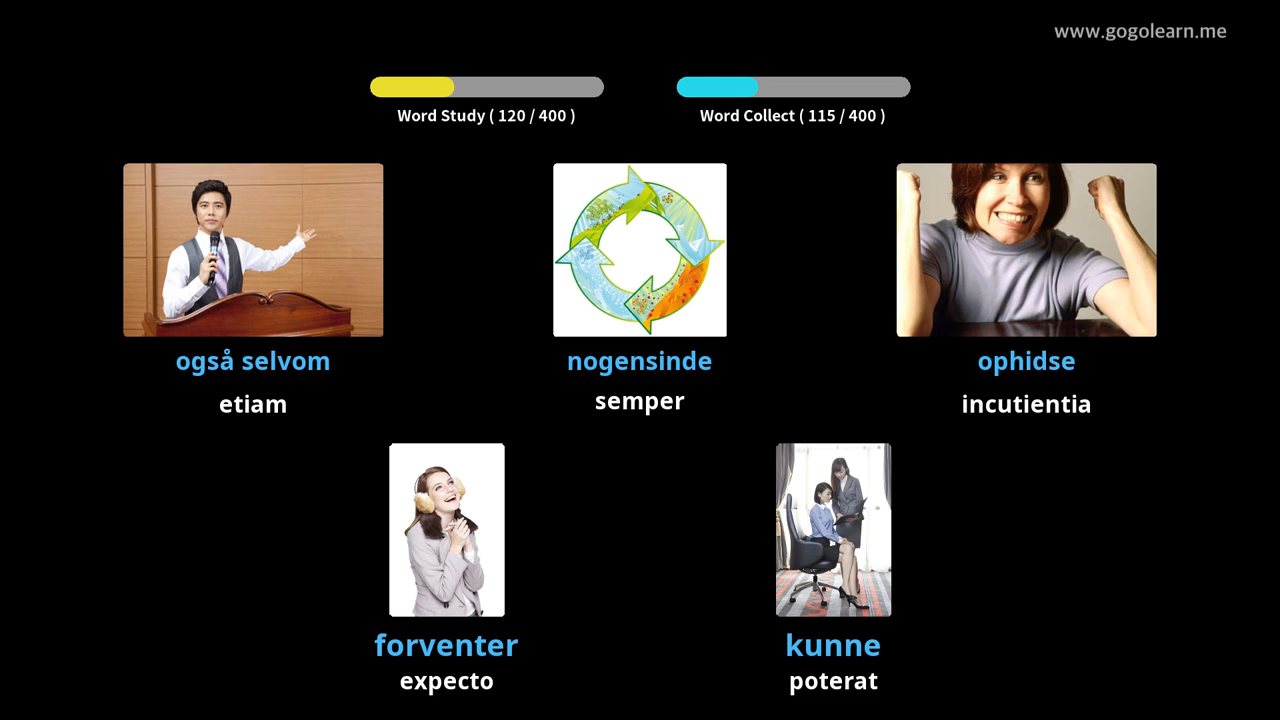 www.gogolearn.me
Word Study ( 120 / 400 )
Word Collect ( 115 / 400 )
også selvom
etiam
nogensinde
semper
ophidse
incutientia
forventer
expecto
kunne
poterat